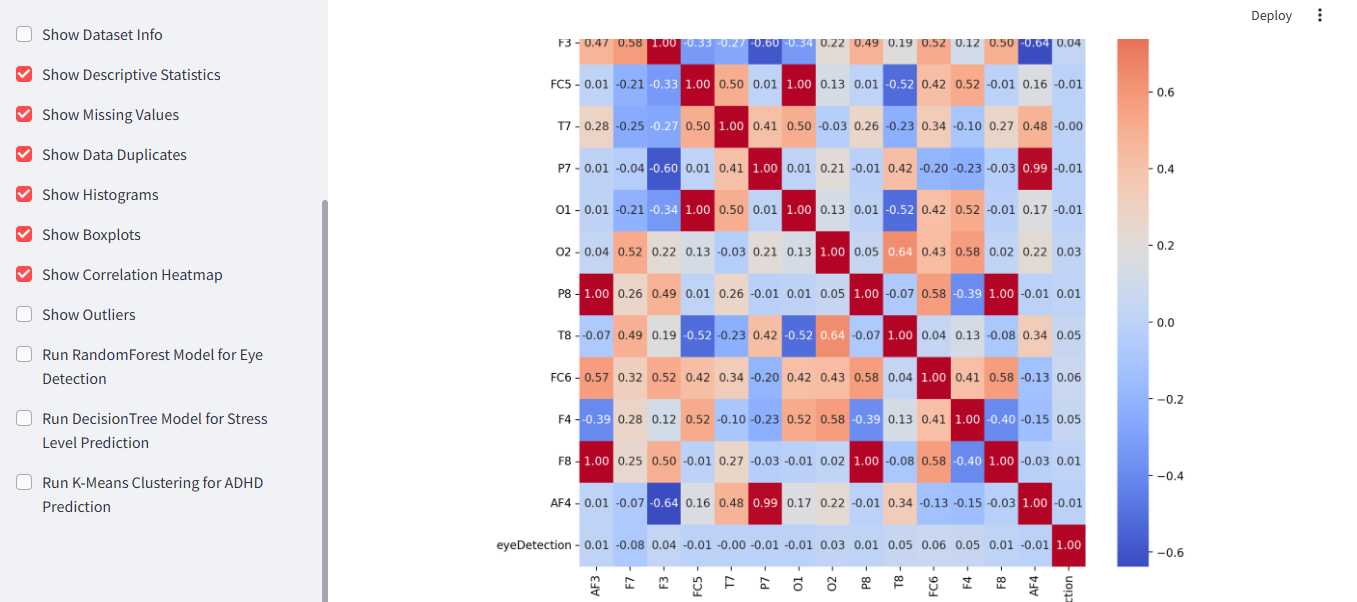 Deploy
Show Dataset Info
Show Descriptive Statistics
Show Missing Values
Show Data Duplicates
Show Histograms
Show Boxplots
Show Correlation Heatmap
Show Outliers
Run RandomForest Model for Eye
Detection
Run DecisionTree Model for Stress
Level Prediction
Run K-Means Clustering for ADHD
Prediction
F3 0.47 0.58 1.00 -0.33 -0.27 -0.60 -0.34 0.22 0.49 0.19 0.52 0.12 0.50 -0.64 0.04
FC5 0.01 -0.21 -0.33 1.00 0.50 0.01 1.00 0.13 0.01 -0.52 0.42 0.52 -0.01 0.16 -0.01
T7 0.28 -0.25 -0.27 0.50 1.00 0.41 0.50 -0.03 0.26 -0.23 0.34 -0.10 0.27 0.48 -0.00
P7 0.01 -0.04 -0.60 0.01 0.41 1.00 0.01 0.21 -0.01 0.42 -0.20 -0.23 -0.03 0.99 -0.01
O1 0.01 -0.21 -0.34 1.00 0.50 0.01 1.00 0.13 0.01 -0.52 0.42 0.52 -0.01 0.17 -0.01
O2 0.04 0.52 0.22 0.13 -0.03 0.21 0.13 1.00 0.05 0.64 0.43 0.58 0.02 0.22 0.03
P8 1.00 0.26 0.49 0.01 0.26 -0.01 0.01 0.05 1.00 -0.07 0.58 -0.39 1.00 -0.01 0.01
T8 -0.07 0.49 0.19 -0.52 -0.23 0.42 -0.52 0.64 -0.07 1.00 0.04 0.13 -0.08 0.34 0.05
FC6 0.57 0.32 0.52 0.42 0.34 -0.20 0.42 0.43 0.58 0.04 1.00 0.41 0.58 -0.13 0.06
F4 -0.39 0.28 0.12 0.52 -0.10 -0.23 0.52 0.58 -0.39 0.13 0.41 1.00 -0.40 -0.15 0.05
F8 1.00 0.25 0.50 -0.01 0.27 -0.03 -0.01 0.02 1.00 -0.08 0.58 -0.40 1.00 -0.03 0.01
AF4 0.01 -0.07 -0.64 0.16 0.48 0.99 0.17 0.22 -0.01 0.34 -0.13 -0.15 -0.03 1.00 -0.01
eyeDetection 0.01 -0.08 0.04 -0.01 -0.00 -0.01 -0.01 0.03 0.01 0.05 0.06 0.05 0.01 -0.01 1.00
AF3 F7 F3 FC5 T7 P7 O1 O2 P8 T8 FC6 F4 F8 AF4 ction
0.6
0.4
0.2
0.0
−0.2
−0.4
−0.6